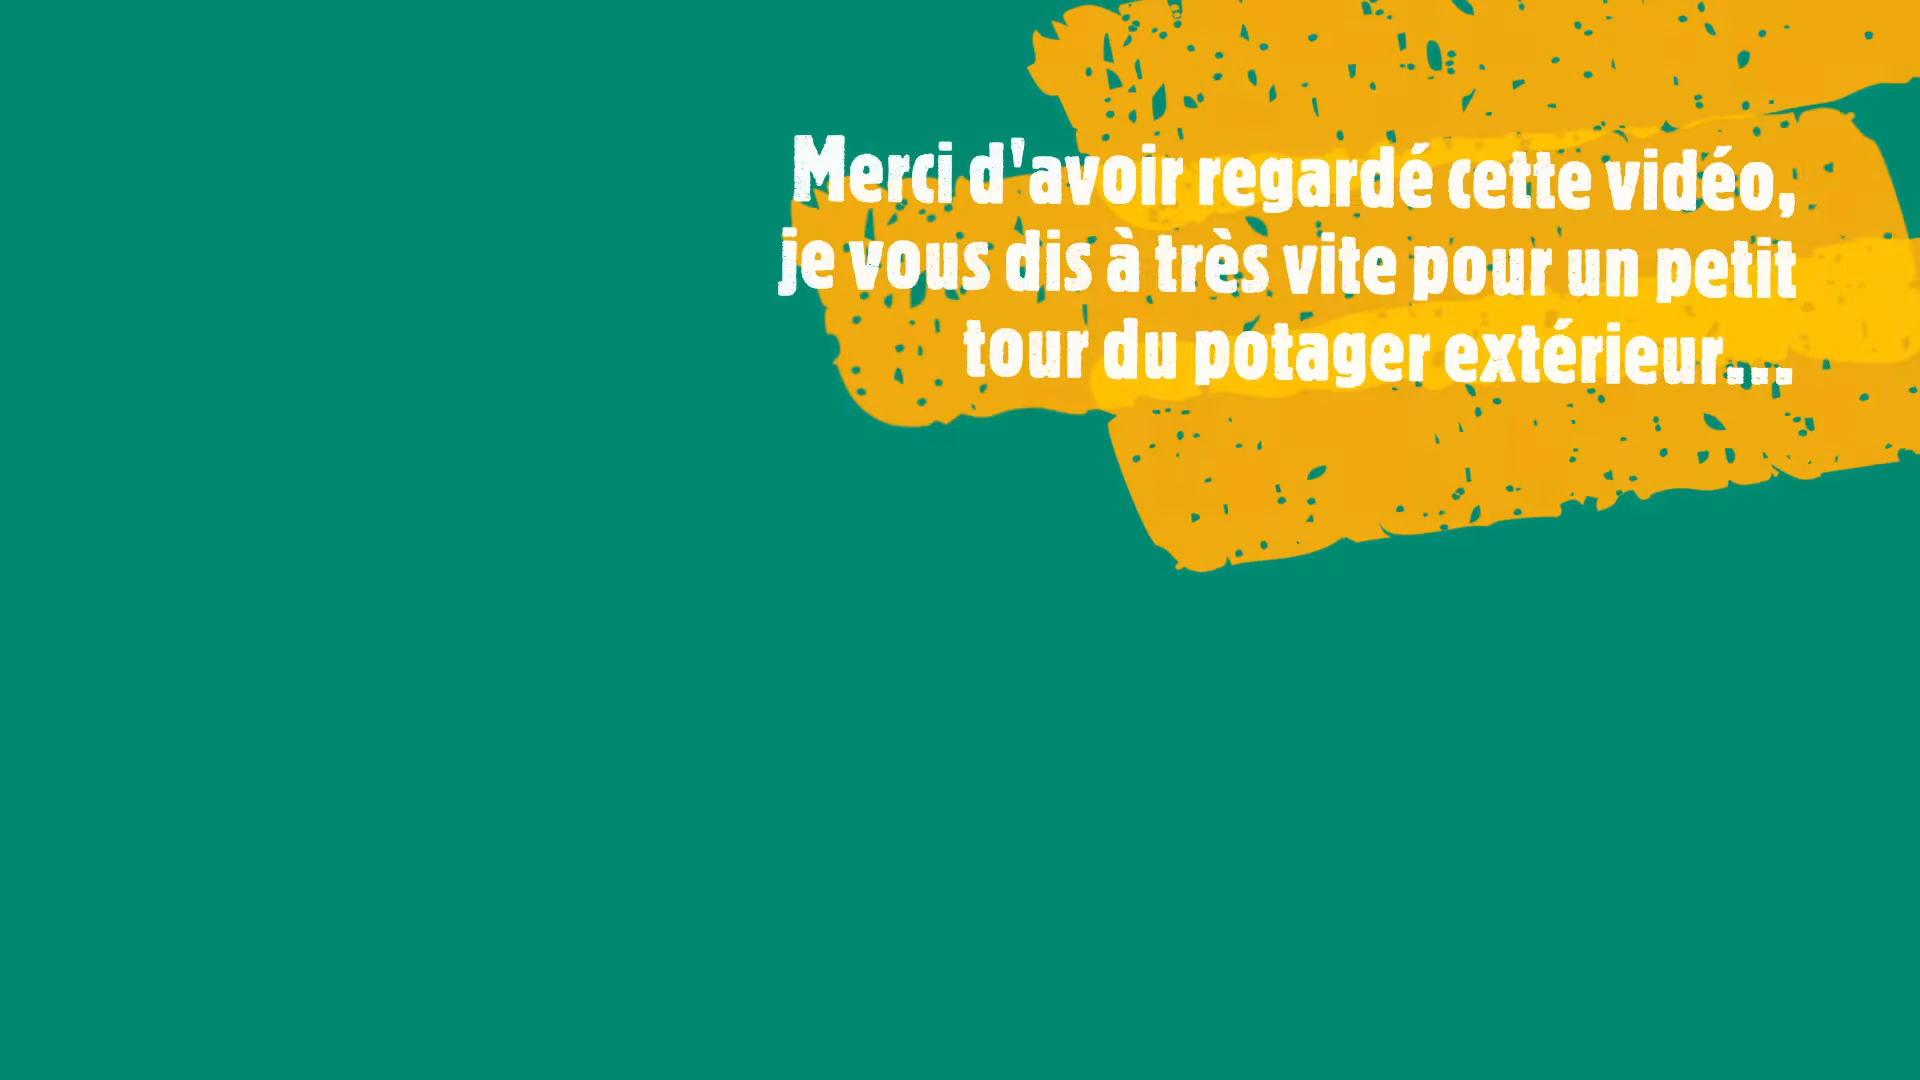 Merci d'avoir regardé cette vidéo,
je vous dis à très vite pour un petit
tour du potager extérieur...